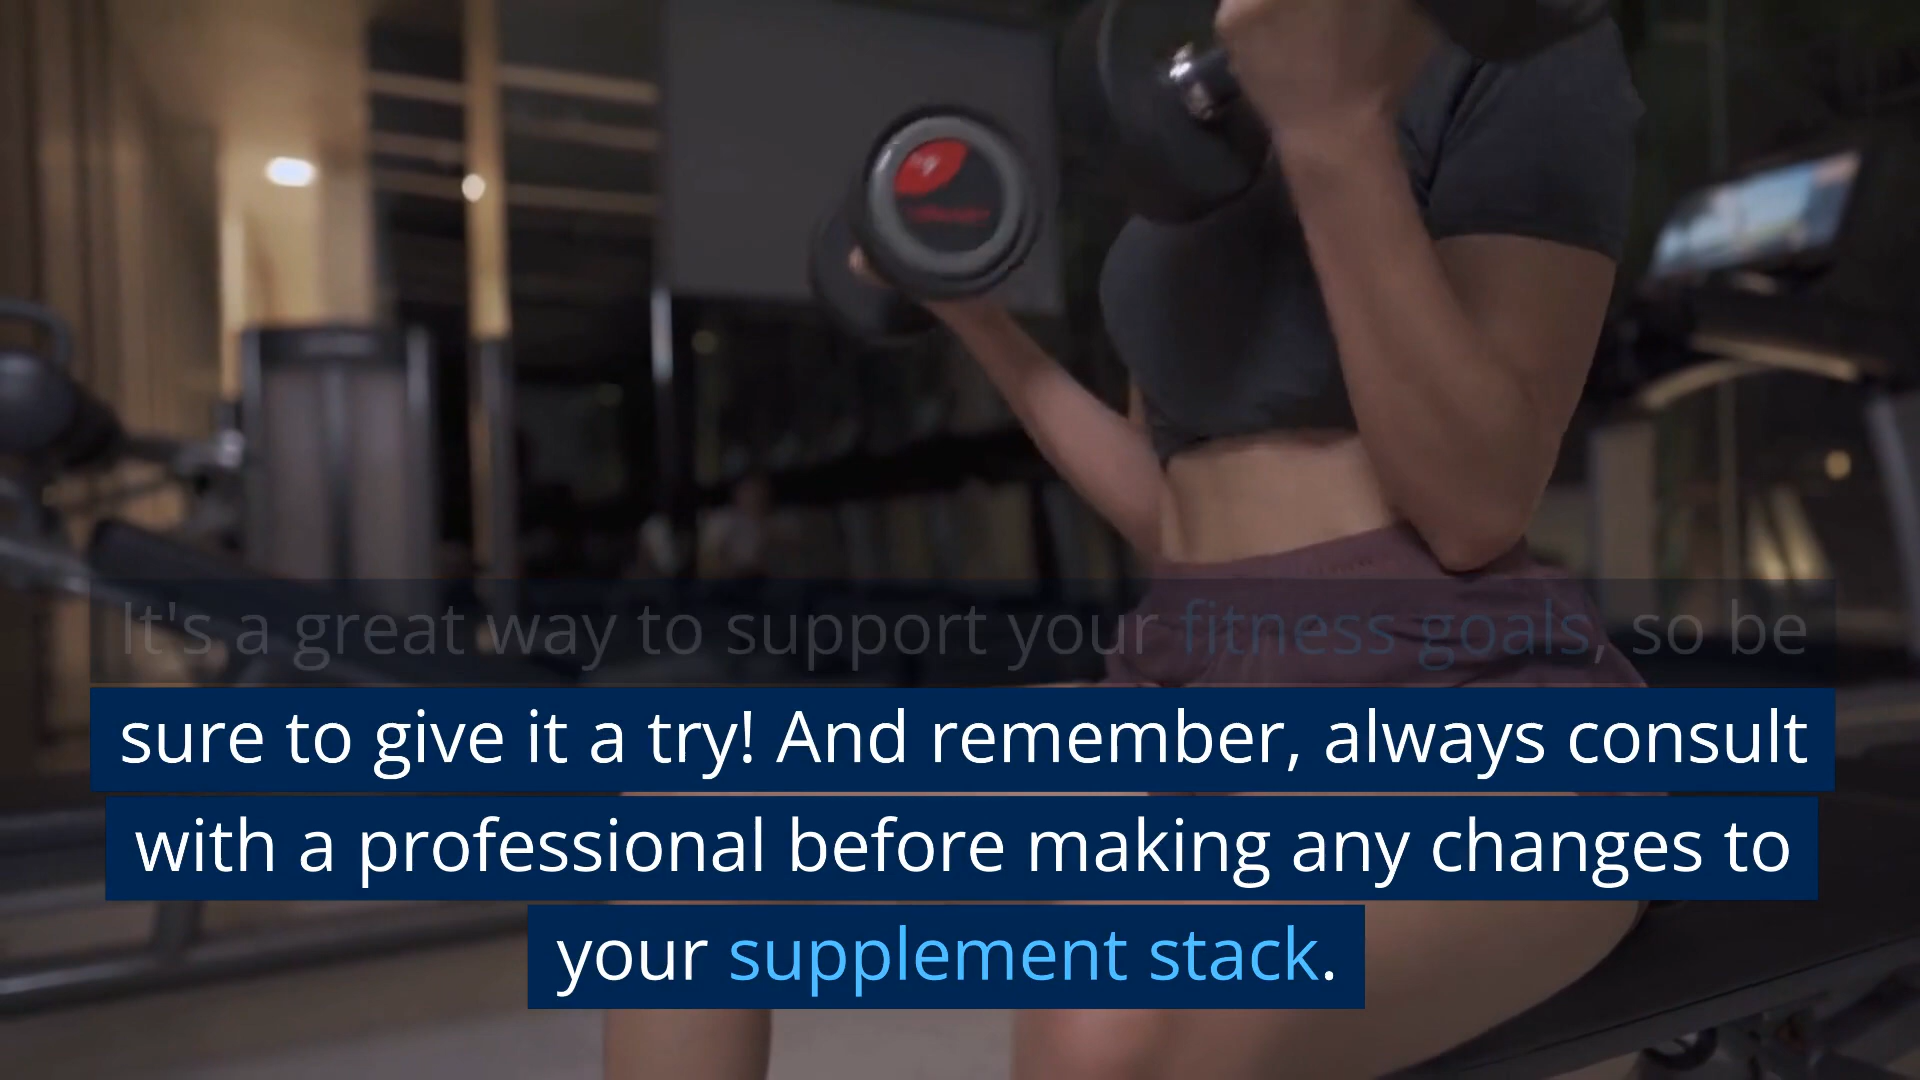 It's a great way to support your fitness goals, so be
sure to give it a try! And remember, always consult
with a professional before making any changes to
your supplement stack.